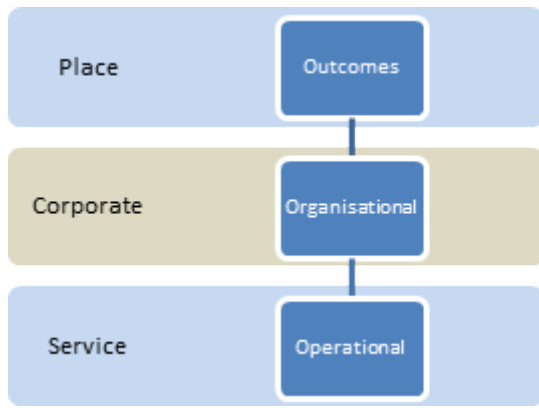 Place
Outcomes
Corporate
Organisational
Service
Operational